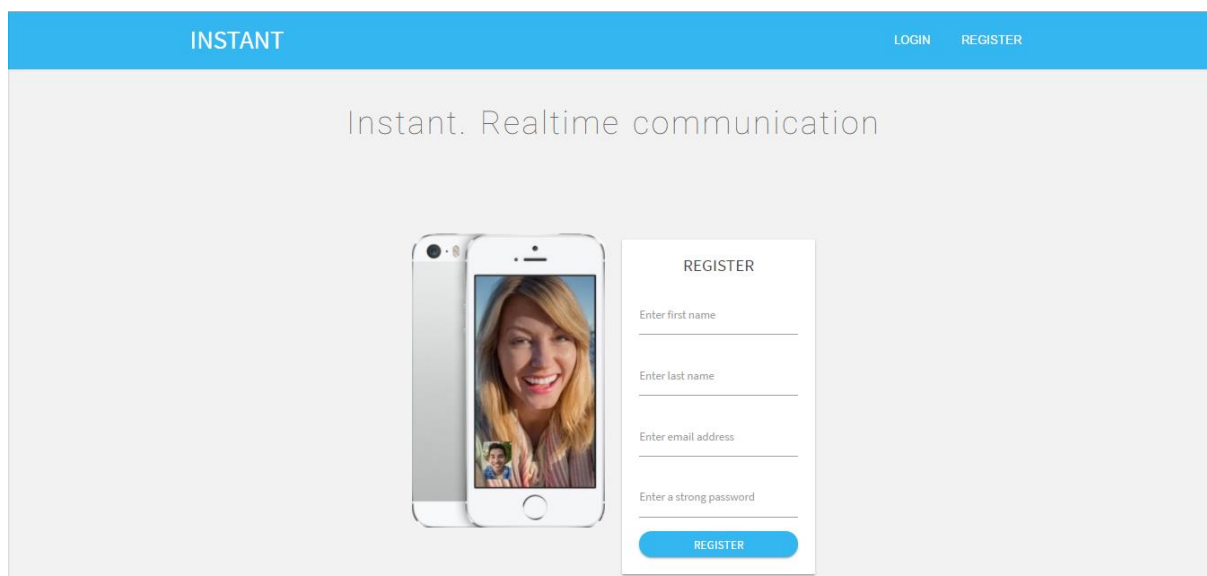 INSTANT
LOGIN REGISTER
Instant. Realtime communication
REGISTER
Enter first name
Enter last name
Enter email address
Enter a strong password
REGISTER